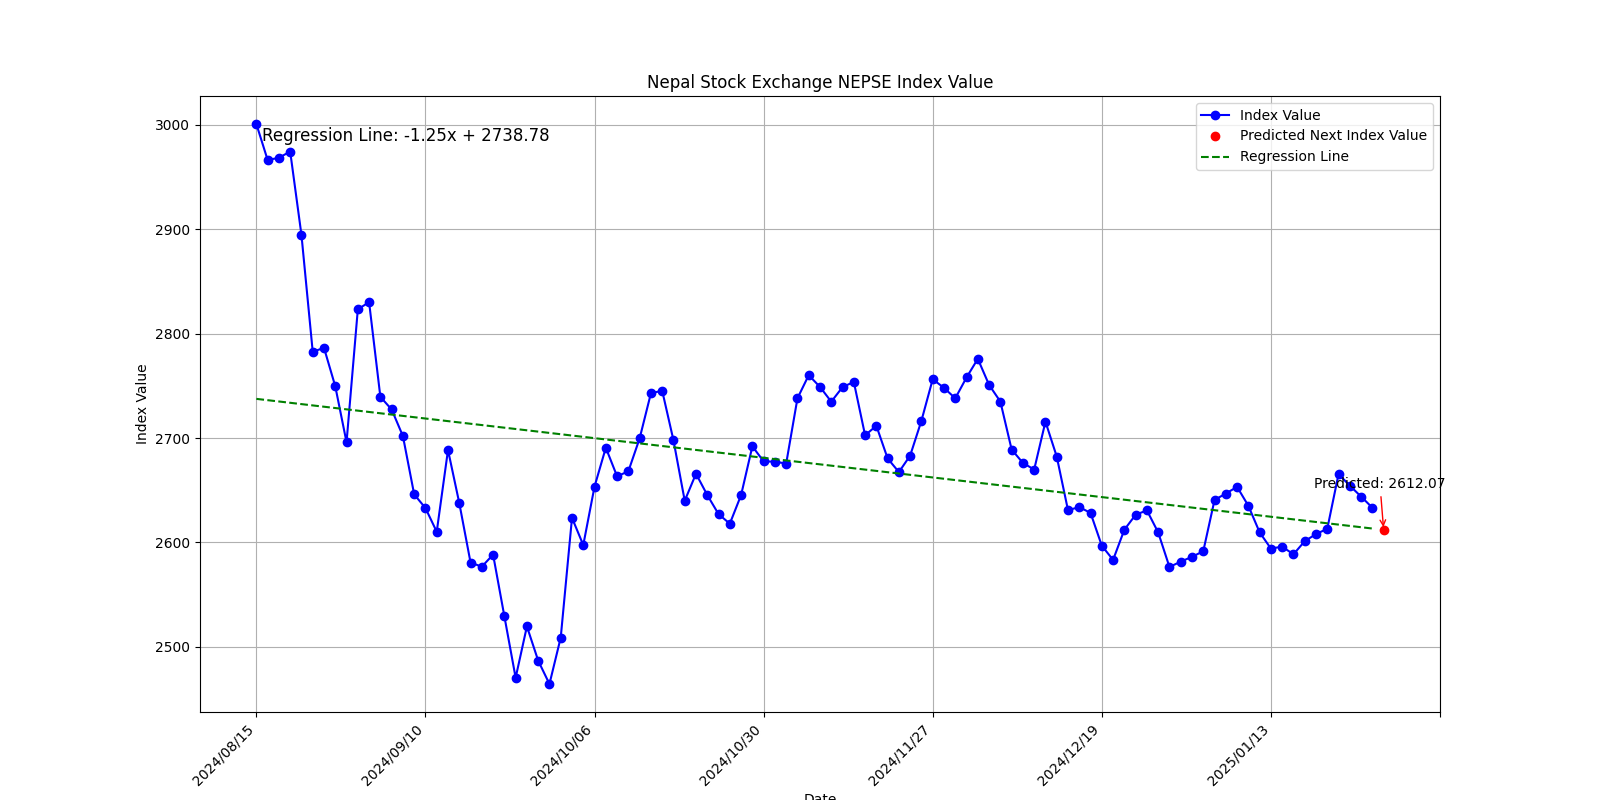 Nepal Stock Exchange NEPSE Index Value
Regression Line: -1.25x + 2738.78
Index Value
Predicted Next Index Value
Regression Line
3000
2900
2800
2700
2600
2500
Index Value
Predicted: 2612.07
2024/08/15
2024/09/10
2024/10/06
2024/10/30
2024/11/27
2024/12/19
2025/01/13
Date